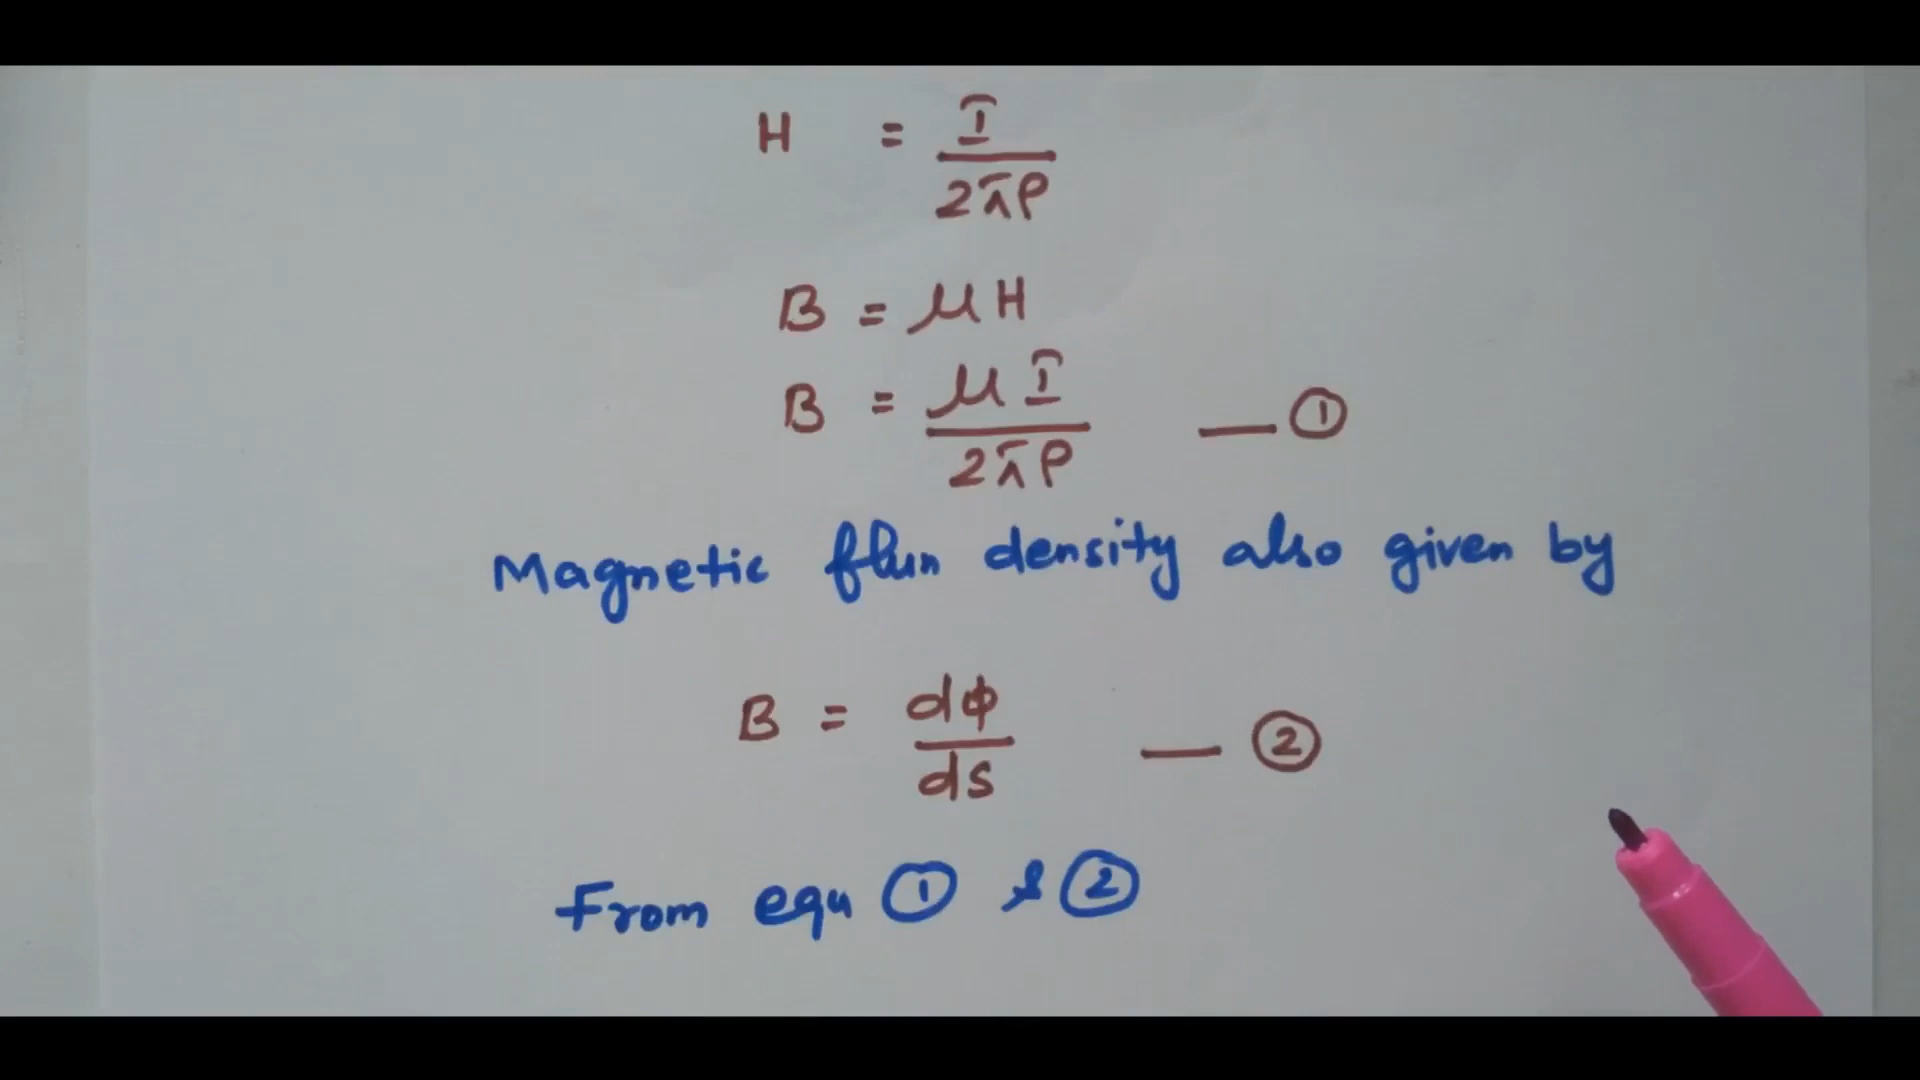 H = I / 2πρ
B = μH
B = μI / 2πρ — ①
Magnetic flux density also given by
B = dϕ / ds — ②
From equ ① & ②